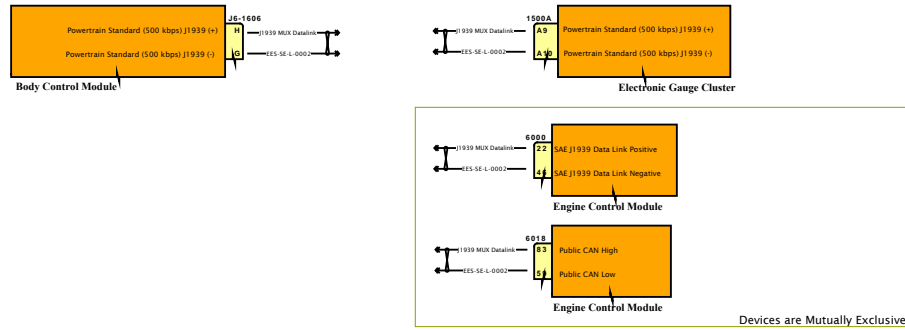 J6-1606
Powertrain Standard (500 kbps) J1939 (+)
H
J1939 MUX Datalink
Powertrain Standard (500 kbps) J1939 (-)
G
EES-SE-L-0002
Body Control Module
1500A
J1939 MUX Datalink
A9
Powertrain Standard (500 kbps) J1939 (+)
EES-SE-L-0002
A10
Powertrain Standard (500 kbps) J1939 (-)
Electronic Gauge Cluster
6000
J1939 MUX Datalink
22
SAE J1939 Data Link Positive
EES-SE-L-0002
46
SAE J1939 Data Link Negative
Engine Control Module
6018
J1939 MUX Datalink
83
Public CAN High
EES-SE-L-0002
Public CAN Low
Engine Control Module
Devices are Mutually Exclusive